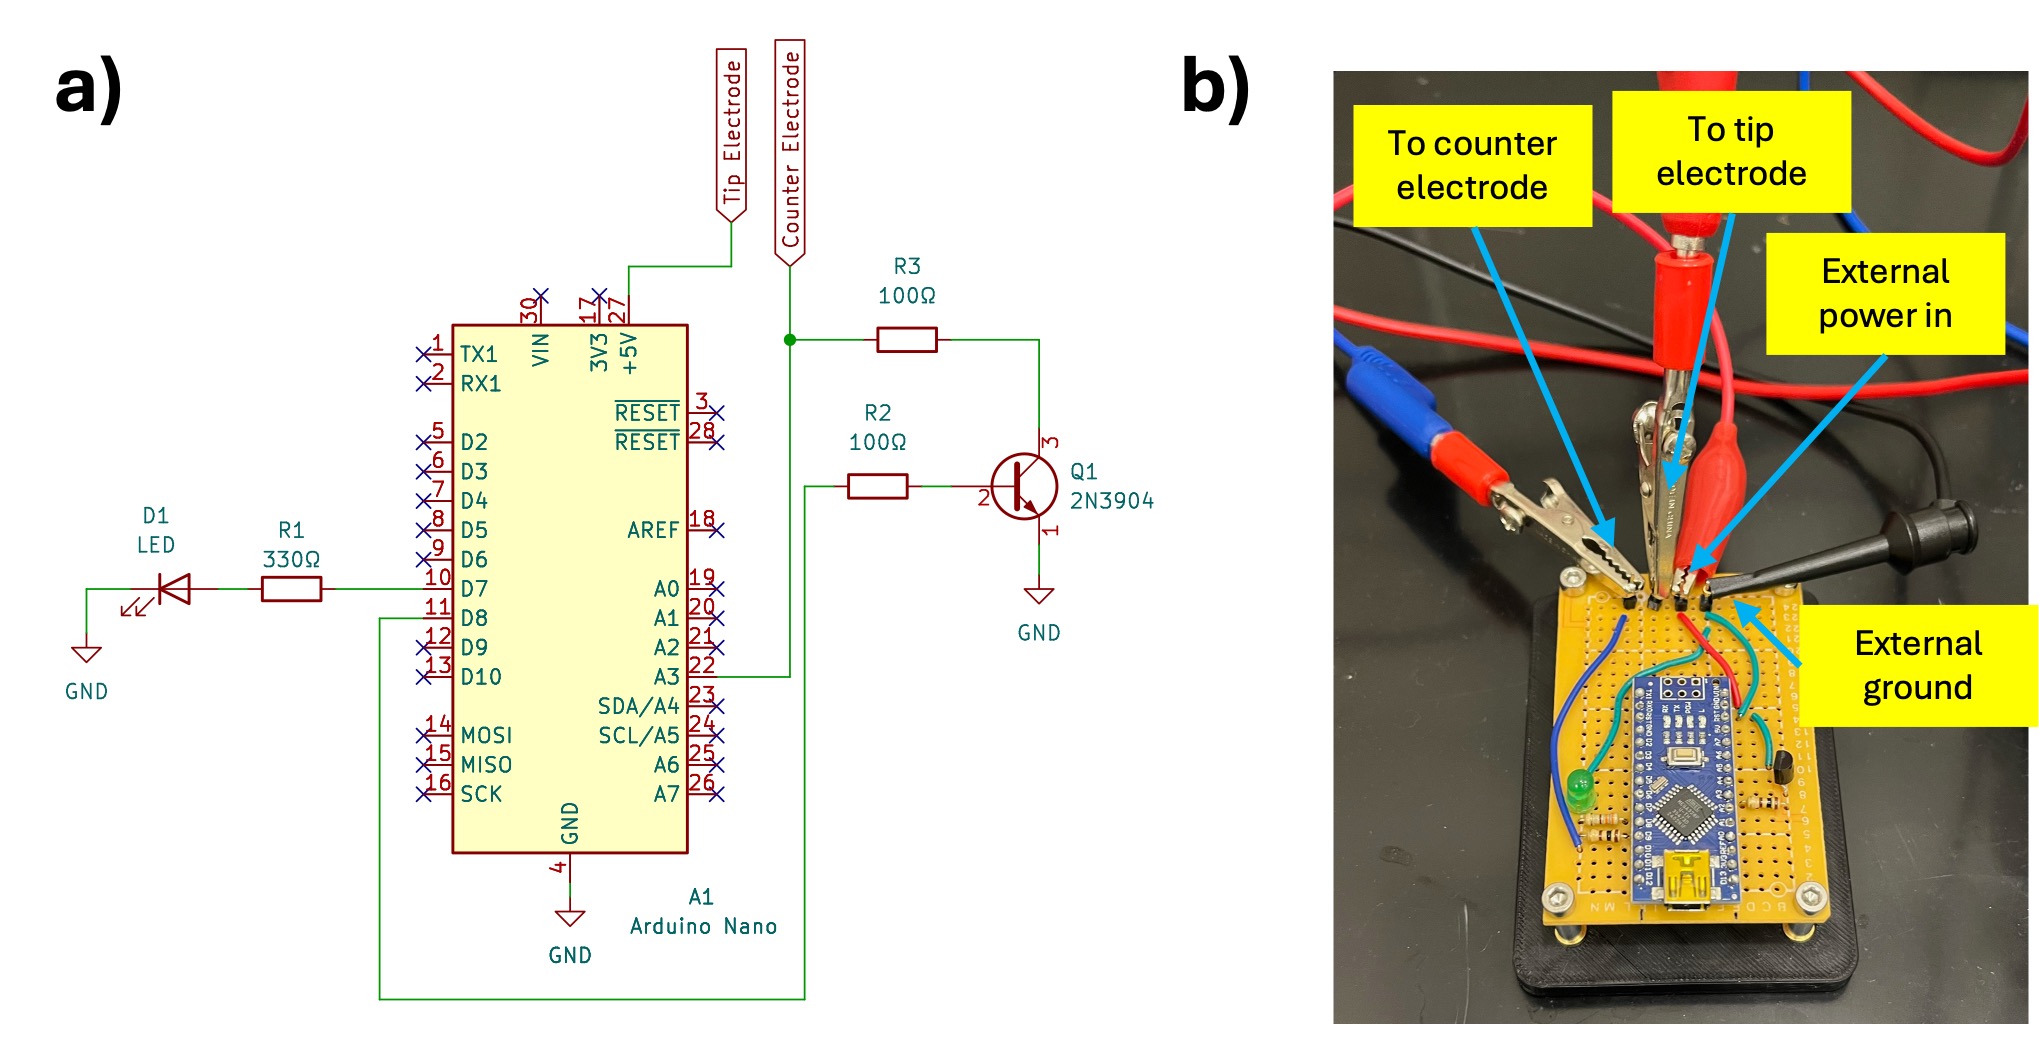 a)
Tip Electrode
Counter Electrode
R3
100Ω
30
17
27
VIN
3V3
+5V
1
TX1
2
RX1
RESET
3
RESET
28
5
D2
6
D3
7
D4
8
D5
9
D6
10
D7
11
D8
12
D9
13
D10
14
MOSI
15
MISO
16
SCK
AREF
18
A0
19
A1
20
A2
21
A3
22
SDA/A4
23
SCL/A5
24
A6
25
A7
26
GND
4
GND
A1
Arduino Nano
D1
LED
R1
330Ω
GND
R2
100Ω
3
2
1
Q1
2N3904
GND
b)
To counter
electrode
To tip
electrode
External
power in
External
ground